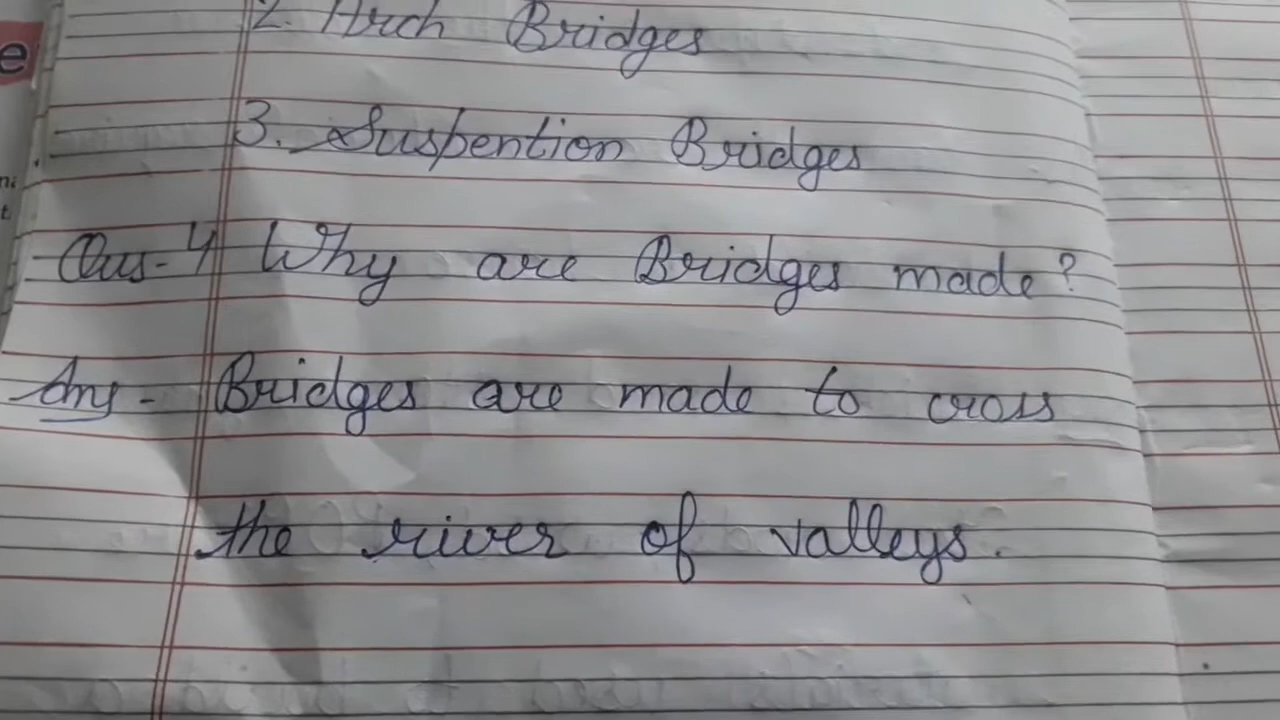 2. Arch Bridges
3. Suspention Bridges
Qus-4 Why are Bridges made?
Ans- Bridges are made to cross
the river of valleys.